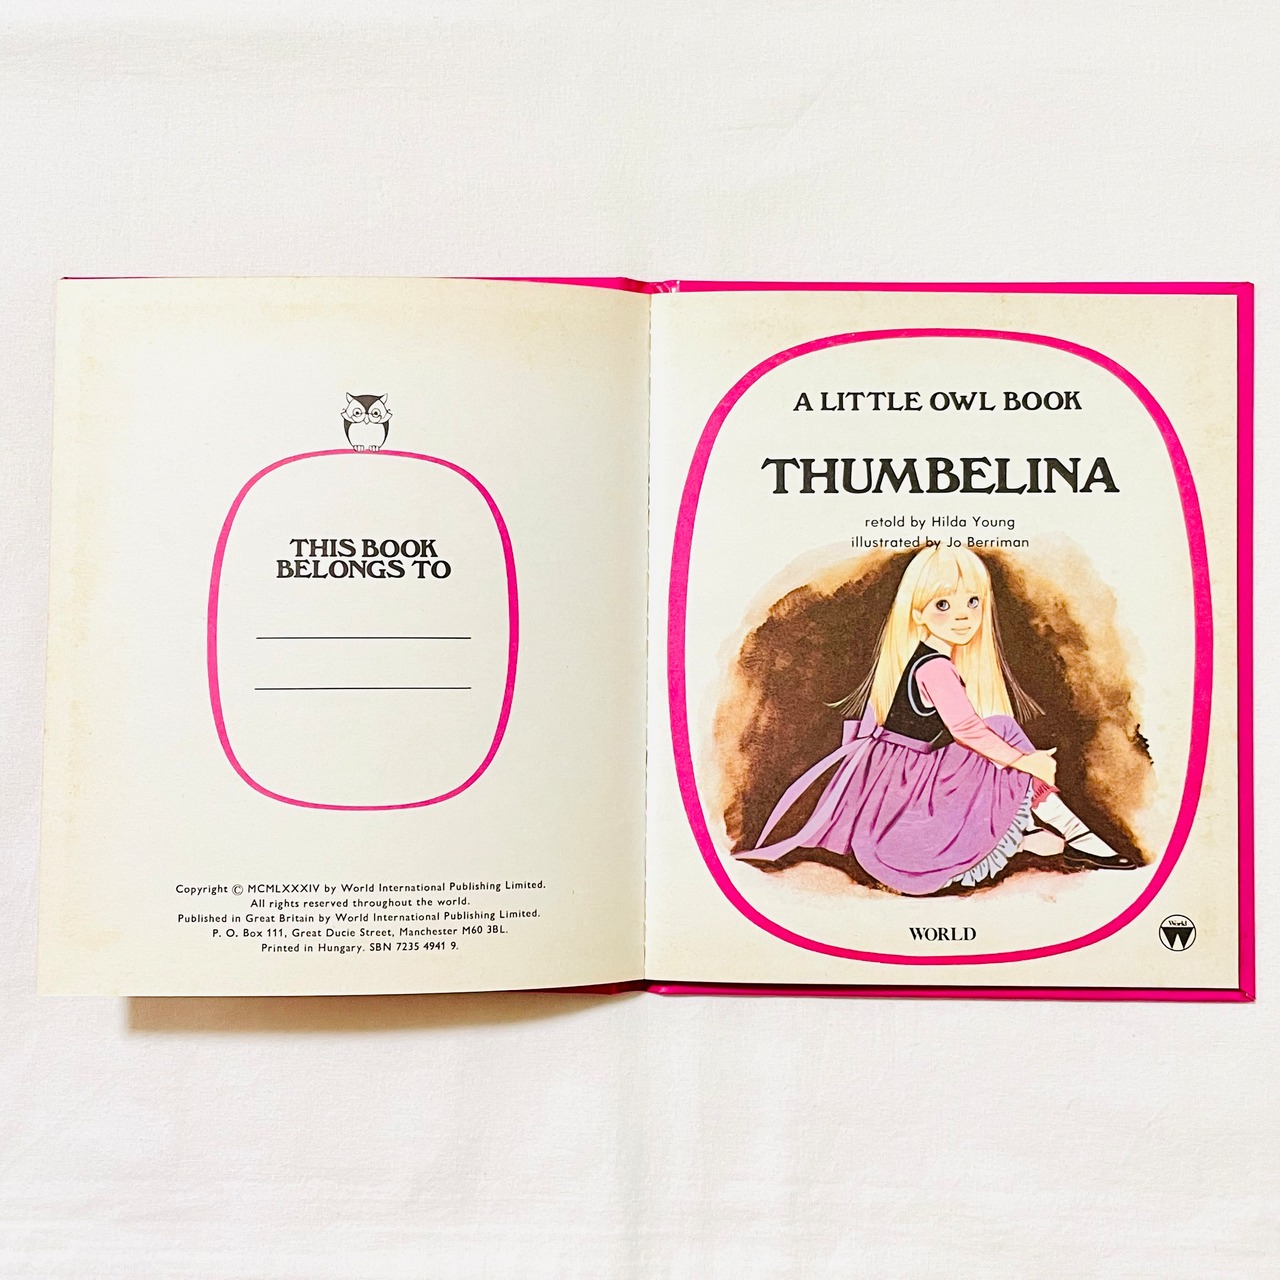 THIS BOOK
BELONGS TO
Copyright © MCMLXXXIV by World International Publishing Limited.
All rights reserved throughout the world.
Published in Great Britain by World International Publishing Limited.
P. O. Box 111, Great Ducie Street, Manchester M60 3BL.
Printed in Hungary. SBN 7235 4941 9.
A LITTLE OWL BOOK
THUMBELINA
retold by Hilda Young
illustrated by Jo Berriman
WORLD
World
W